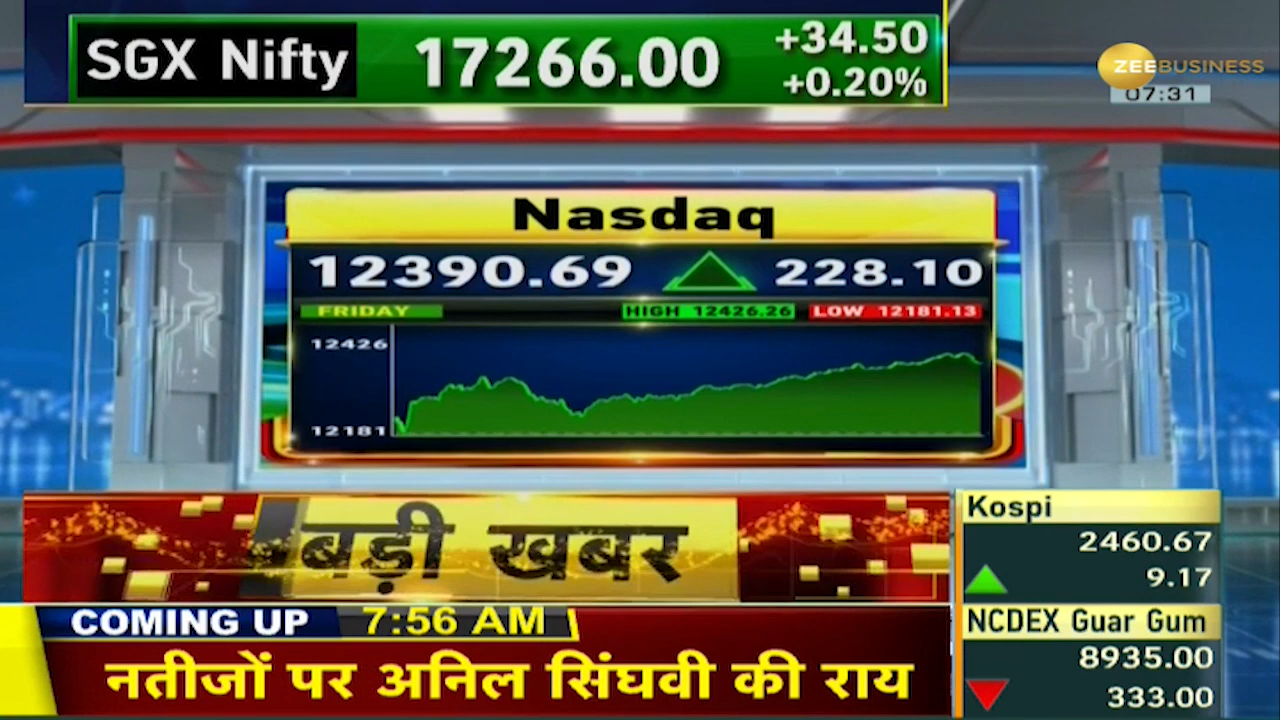 SGX Nifty 17266.00 +34.50
+0.20%
ZEEBUSINESS
07:31
Nasdaq
12390.69 228.10
FRIDAY HIGH 12426.26 LOW 12181.13
12426
12181
बड़ी खबर
Kospi
2460.67
9.17
NCDEX Guar Gum
8935.00
333.00
COMING UP 7:56 AM
नतीजों पर अनिल सिंघवी की राय